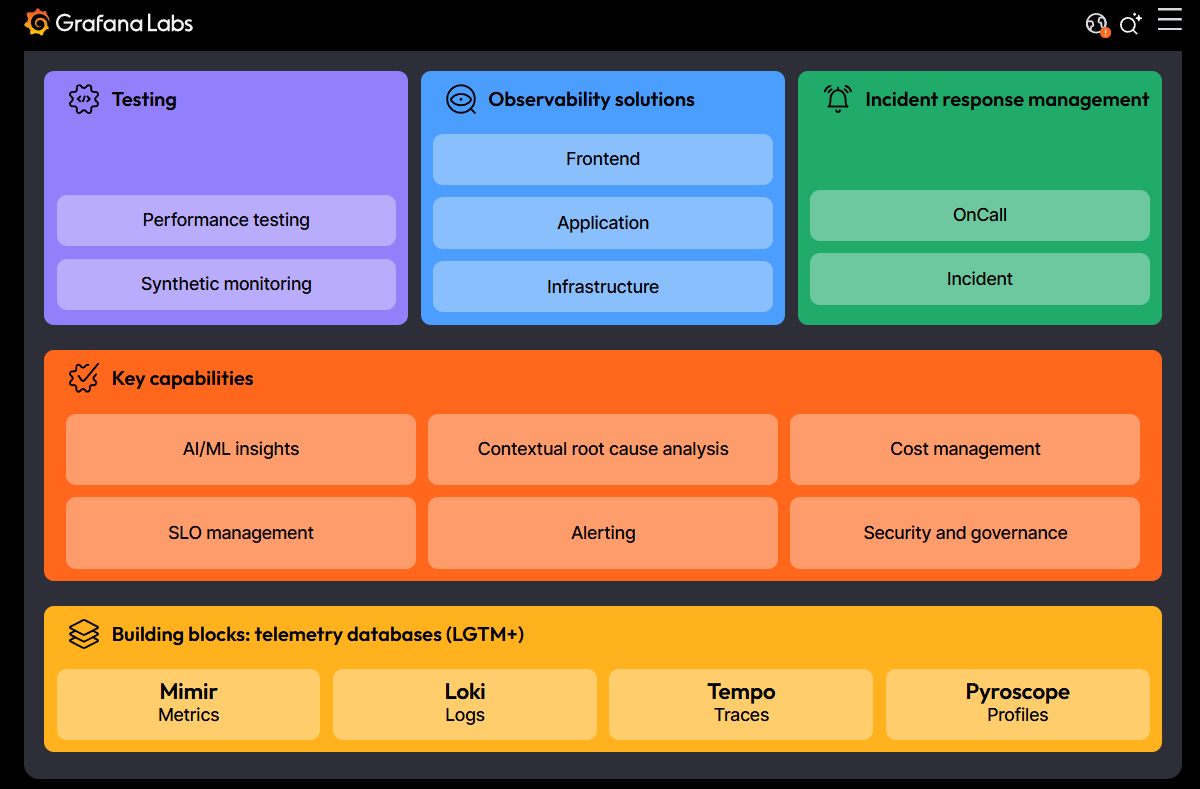 Grafana Labs
Testing
Performance testing
Synthetic monitoring
Observability solutions
Frontend
Application
Infrastructure
Incident response management
OnCall
Incident
Key capabilities
AI/ML insights
Contextual root cause analysis
Cost management
SLO management
Alerting
Security and governance
Building blocks: telemetry databases (LGTM+)
Mimir
Metrics
Loki
Logs
Tempo
Traces
Pyroscope
Profiles